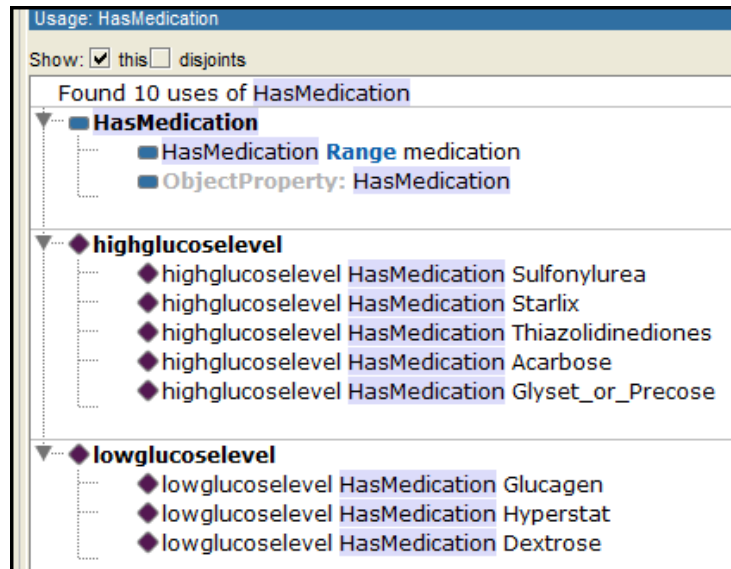 Usage: HasMedication
Show: this disjoints
Found 10 uses of HasMedication
HasMedication
HasMedication Range medication
ObjectProperty: HasMedication
highglucoselevel
highglucoselevel HasMedication Sulfonylurea
highglucoselevel HasMedication Starlix
highglucoselevel HasMedication Thiazolidinediones
highglucoselevel HasMedication Acarbose
highglucoselevel HasMedication Glyset_or_Precose
lowglucoselevel
lowglucoselevel HasMedication Glucagen
lowglucoselevel HasMedication Hyperstat
lowglucoselevel HasMedication Dextrose